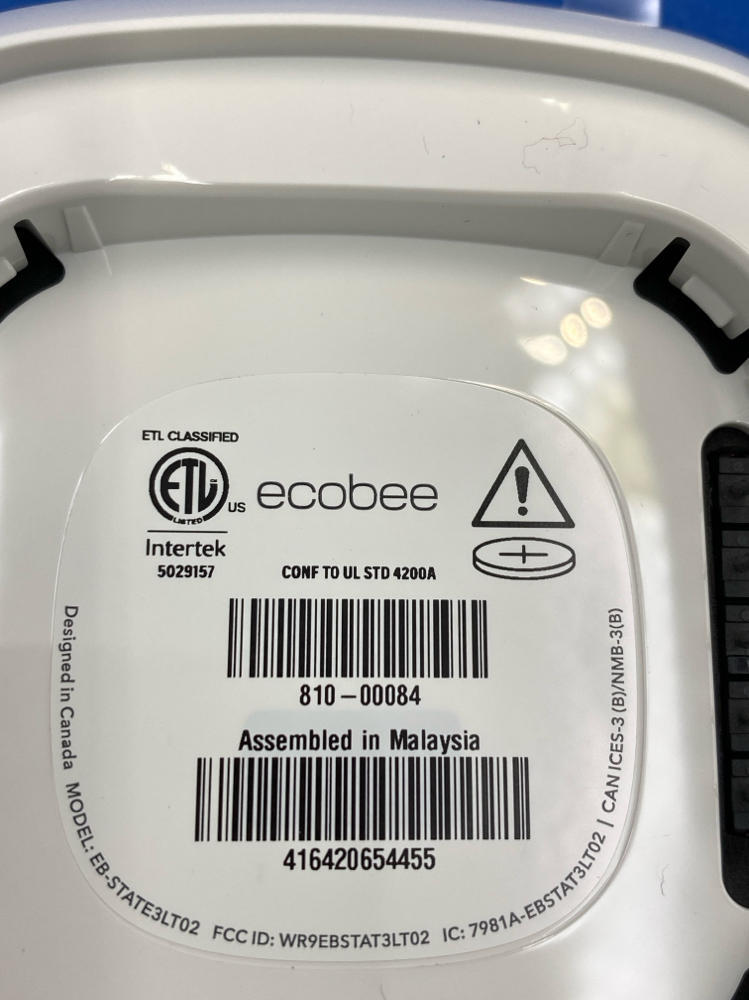 ETL CLASSIFIED
ETL
LISTED
US
ecobee
Intertek
5029157
CONF TO UL STD 4200A
810-00084
Assembled in Malaysia
416420654455
Designed in Canada MODEL: EB-STATE3LT02 FCC ID: WR9EBSTAT3LT02 IC: 7981A-EBSTAT3LT02 | CAN ICES-3 (B)/NMB-3(B)